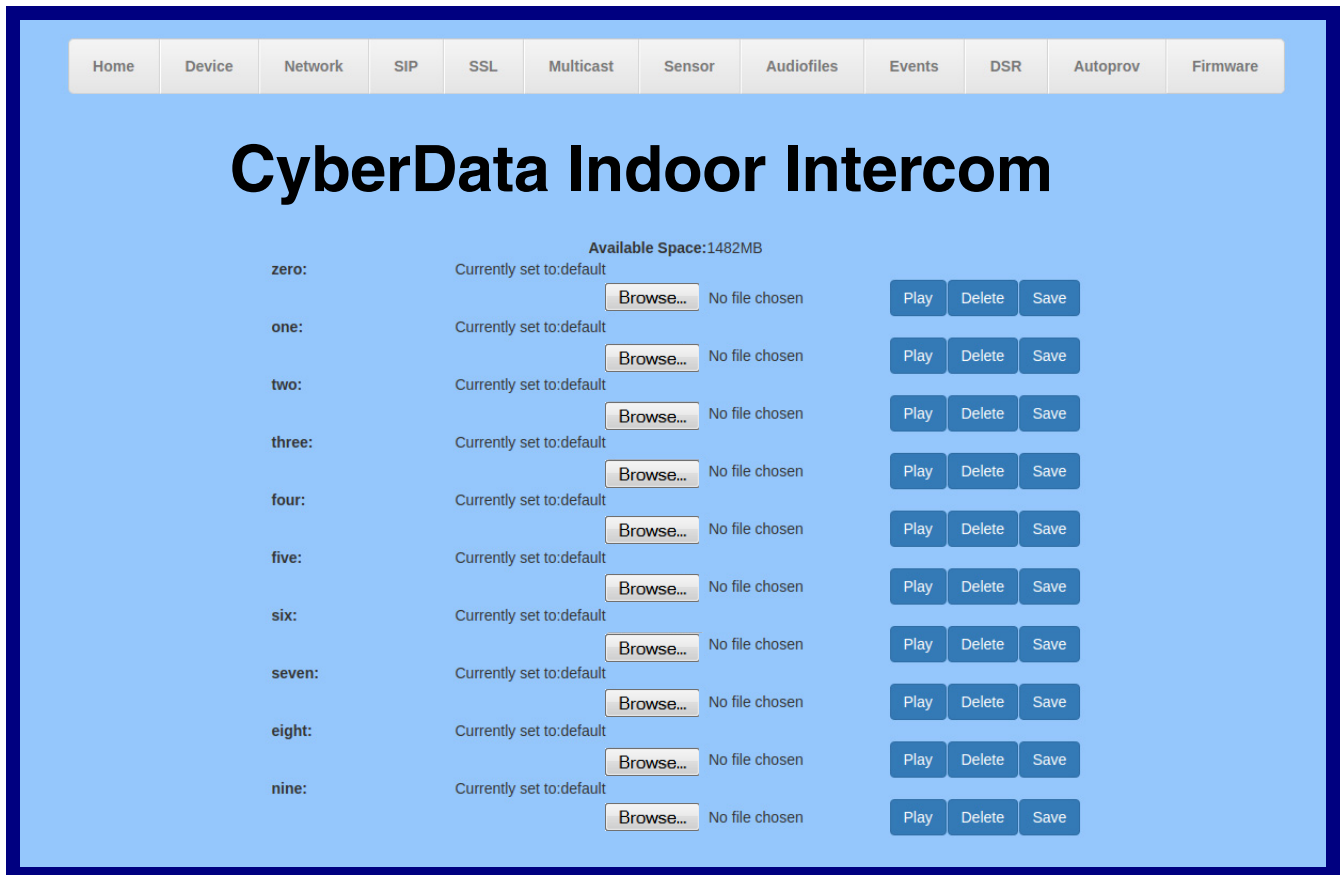 Home Device Network SIP SSL Multicast Sensor Audiofiles Events DSR Autoprov Firmware
CyberData Indoor Intercom
Available Space:1482MB
zero: Currently set to:default
Browse... No file chosen Play Delete Save
one: Currently set to:default
Browse... No file chosen Play Delete Save
two: Currently set to:default
Browse... No file chosen Play Delete Save
three: Currently set to:default
Browse... No file chosen Play Delete Save
four: Currently set to:default
Browse... No file chosen Play Delete Save
five: Currently set to:default
Browse... No file chosen Play Delete Save
six: Currently set to:default
Browse... No file chosen Play Delete Save
seven: Currently set to:default
Browse... No file chosen Play Delete Save
eight: Currently set to:default
Browse... No file chosen Play Delete Save
nine: Currently set to:default
Browse... No file chosen Play Delete Save